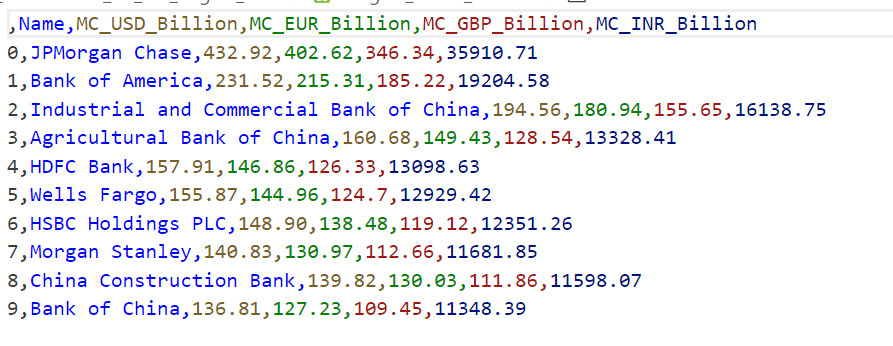 ,Name,MC_USD_Billion,MC_EUR_Billion,MC_GBP_Billion,MC_INR_Billion
0,JPMorgan Chase,432.92,402.62,346.34,35910.71
1,Bank of America,231.52,215.31,185.22,19204.58
2,Industrial and Commercial Bank of China,194.56,180.94,155.65,16138.75
3,Agricultural Bank of China,160.68,149.43,128.54,13328.41
4,HDFC Bank,157.91,146.86,126.33,13098.63
5,Wells Fargo,155.87,144.96,124.7,12929.42
6,HSBC Holdings PLC,148.90,138.48,119.12,12351.26
7,Morgan Stanley,140.83,130.97,112.66,11681.85
8,China Construction Bank,139.82,130.03,111.86,11598.07
9,Bank of China,136.81,127.23,109.45,11348.39